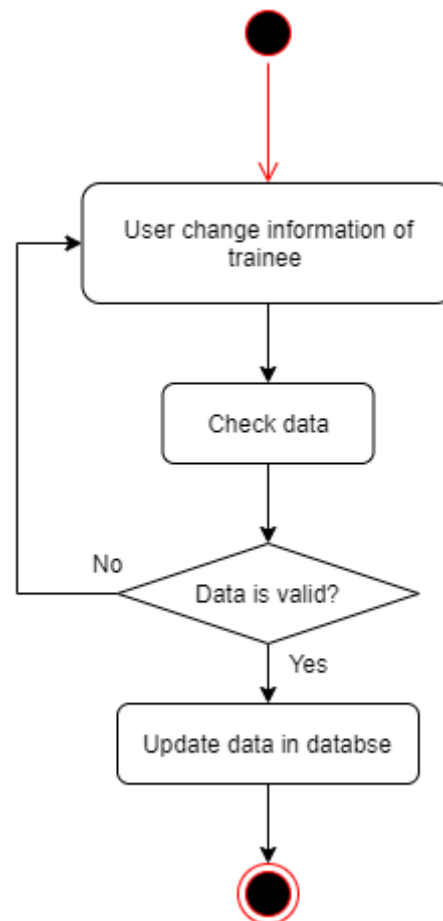 User change information of
trainee
Check data
Data is valid?
No
Yes
Update data in databse